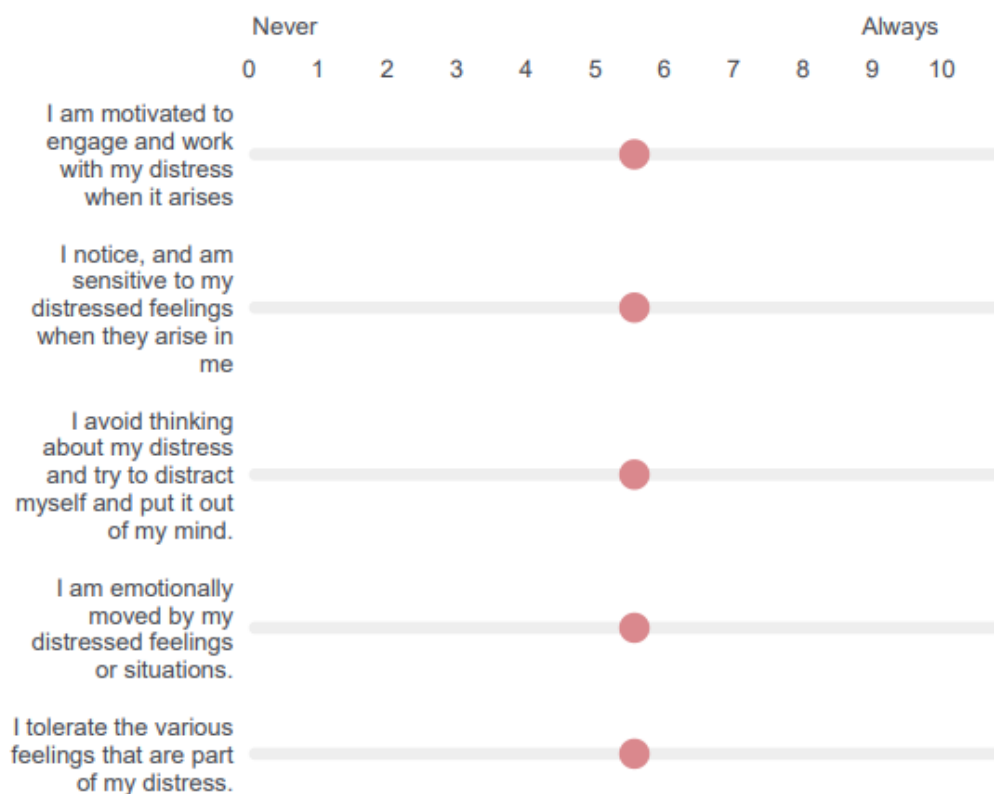 Never Always
0 1 2 3 4 5 6 7 8 9 10
I am motivated to
engage and work
with my distress
when it arises
I notice, and am
sensitive to my
distressed feelings
when they arise in
me
I avoid thinking
about my distress
and try to distract
myself and put it out
of my mind.
I am emotionally
moved by my
distressed feelings
or situations.
I tolerate the various
feelings that are part
of my distress.